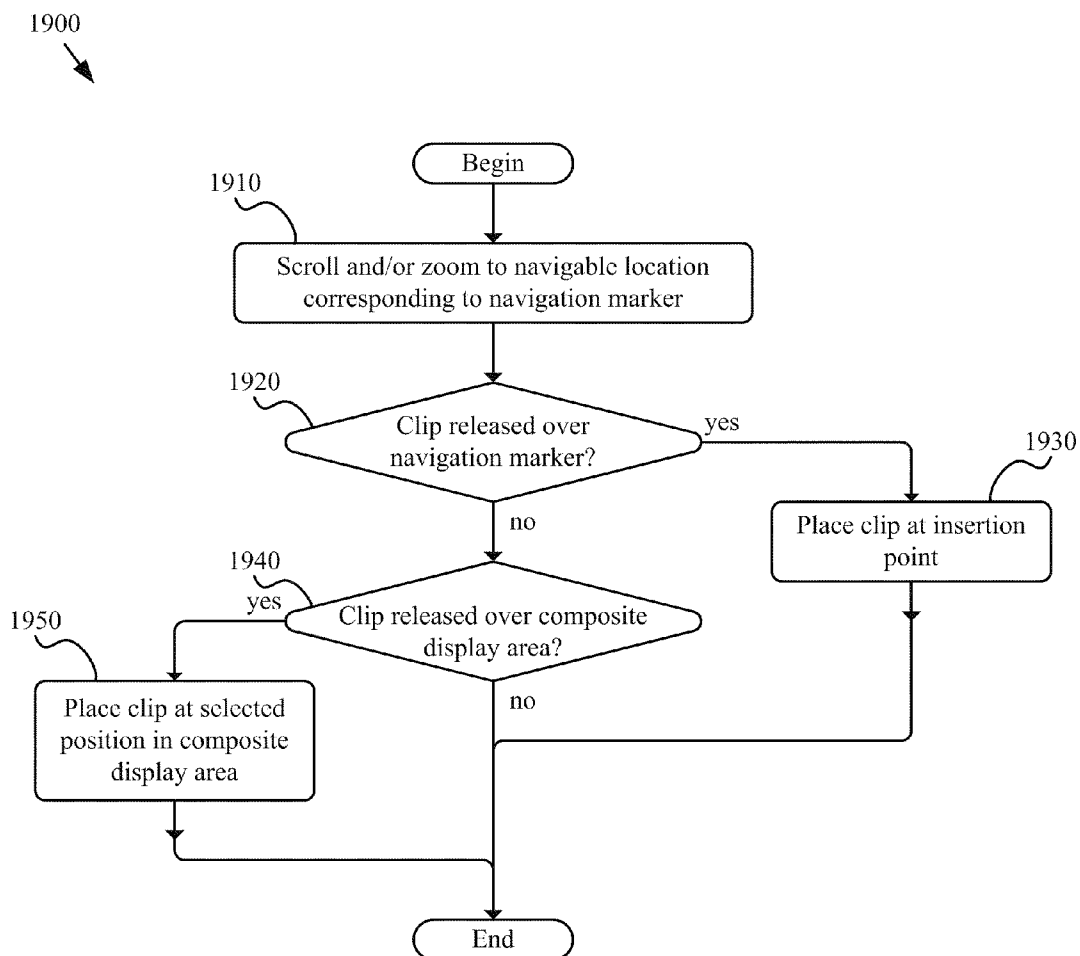 1900
Begin
1910
Scroll and/or zoom to navigable location
corresponding to navigation marker
1920
Clip released over
navigation marker?
yes
1930
Place clip at insertion
point
no
1940
Clip released over composite
display area?
yes
1950
Place clip at selected
position in composite
display area
no
End